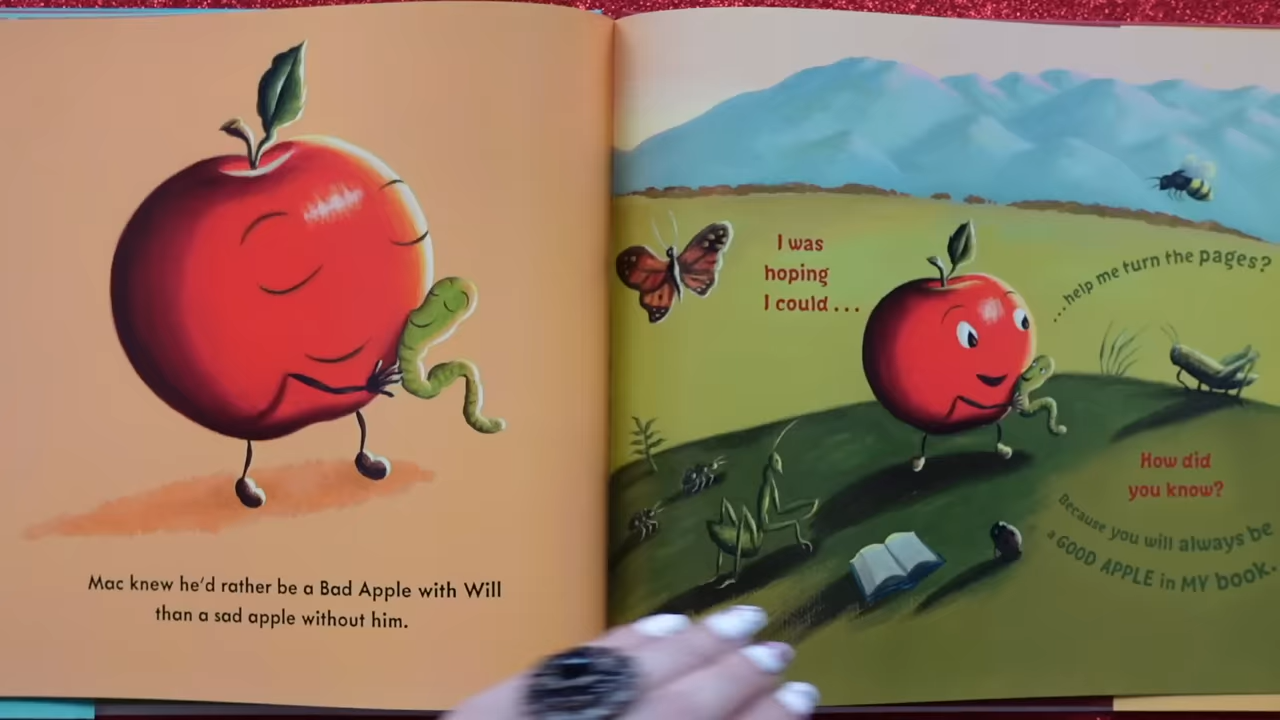 Mac knew he'd rather be a Bad Apple with Will
than a sad apple without him.
I was
hoping
I could...
...help me turn the pages?
How did
you know?
Because you will always be
a GOOD APPLE in MY book.